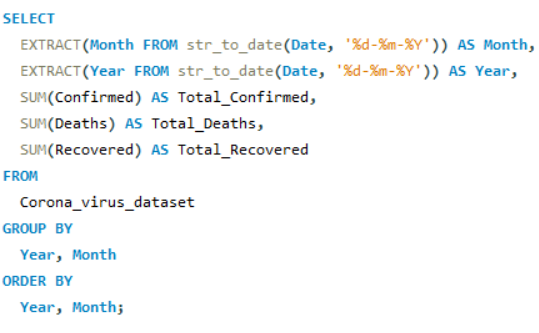 SELECT
EXTRACT(Month FROM str_to_date(Date, '%d-%m-%Y')) AS Month,
EXTRACT(Year FROM str_to_date(Date, '%d-%m-%Y')) AS Year,
SUM(Confirmed) AS Total_Confirmed,
SUM(Deaths) AS Total_Deaths,
SUM(Recovered) AS Total_Recovered
FROM
Corona_virus_dataset
GROUP BY
Year, Month
ORDER BY
Year, Month;